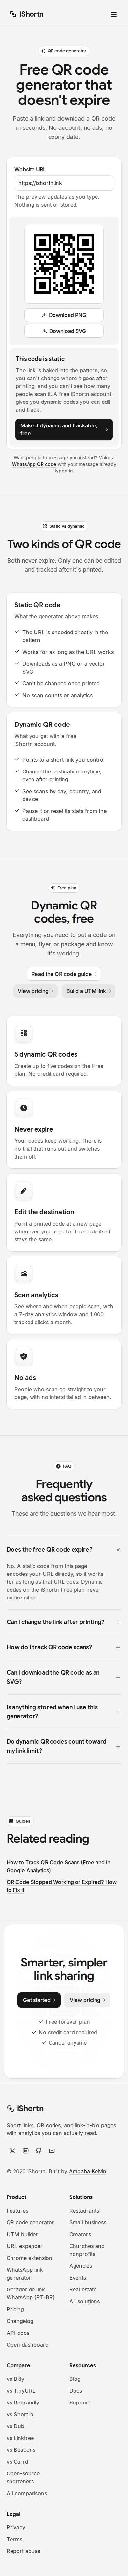 iShortn
QR code generator
Free QR code
generator that
doesn't expire
Paste a link and download a QR code
in seconds. No account, no ads, no
expiry date.
Website URL
https://ishortn.ink
The preview updates as you type.
Nothing is sent or stored.
Download PNG
Download SVG
This code is static
The link is baked into the pattern, so
you can't change where it goes after
printing, and you can't see how many
people scan it. A free iShortn account
gives you dynamic codes you can edit
and track.
Make it dynamic and trackable,
free
Want people to message you instead? Make a
WhatsApp QR code with your message already
typed in.
Static vs dynamic
Two kinds of QR code
Both never expire. Only one can be edited
and tracked after it's printed.
Static QR code
What the generator above makes.
The URL is encoded directly in the
pattern
Works for as long as the URL works
Downloads as a PNG or a vector
SVG
Can't be changed once printed
No scan counts or analytics
Dynamic QR code
What you get with a free
iShortn account.
Points to a short link you control
Change the destination anytime,
even after printing
See scans by day, country, and
device
Pause it or reset its stats from the
dashboard
Free plan
Dynamic QR
codes, free
Everything you need to put a code on
a menu, flyer, or package and know
it's working.
Read the QR code guide
View pricing
Build a UTM link
5 dynamic QR codes
Create up to five codes on the Free
plan. No credit card required.
Never expire
Your codes keep working. There is
no trial that runs out and switches
them off.
Edit the destination
Point a printed code at a new page
whenever you need to. The code itself
stays the same.
Scan analytics
See where and when people scan, with
a 7-day analytics window and 1,000
tracked clicks a month.
No ads
People who scan go straight to your
page, with no interstitial ad in between.
FAQ
Frequently
asked questions
These are the questions we hear most.
Does the free QR code expire?
No. A static code from this page
encodes your URL directly, so it works
for as long as that URL does. Dynamic
codes on the iShortn Free plan never
expire either.
Can I change the link after printing?
How do I track QR code scans?
Can I download the QR code as an
SVG?
Is anything stored when I use this
generator?
Do dynamic QR codes count toward
my link limit?
Guides
Related reading
How to Track QR Code Scans (Free and in
Google Analytics)
QR Code Stopped Working or Expired? How
to Fix It
Smarter, simpler
link sharing
Get started
View pricing
Free forever plan
No credit card required
Cancel anytime
iShortn
Short links, QR codes, and link-in-bio pages
with analytics you can actually read.
© 2026 iShortn. Built by Amoaba Kelvin.
Product
Features
QR code generator
UTM builder
URL expander
Chrome extension
WhatsApp link
generator
Gerador de link
WhatsApp (PT-BR)
Pricing
Changelog
API docs
Open dashboard
Solutions
Restaurants
Small business
Creators
Churches and
nonprofits
Agencies
Events
Real estate
All solutions
Compare
vs Bitly
vs TinyURL
vs Rebrandly
vs Short.io
vs Dub
vs Linktree
vs Beacons
vs Carrd
Open-source
shorteners
All comparisons
Resources
Blog
Docs
Support
Legal
Privacy
Terms
Report abuse